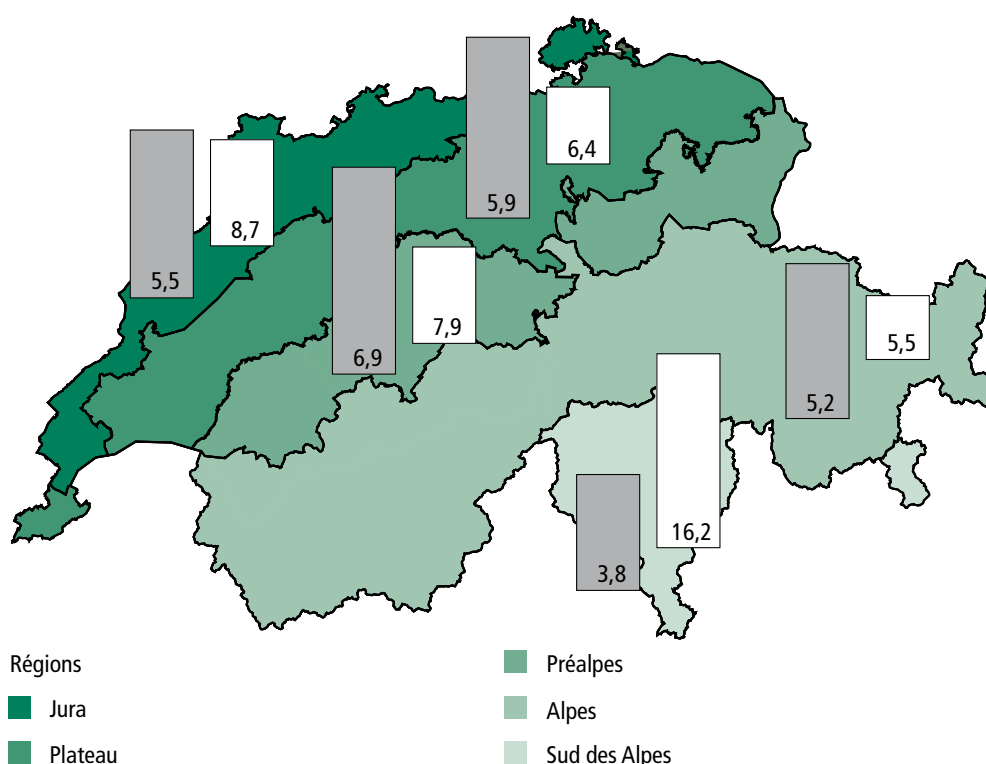 6,4
5,9
8,7
5,5
7,9
5,5
6,9
5,2
16,2
3,8
Régions
Jura
Plateau
Préalpes
Alpes
Sud des Alpes